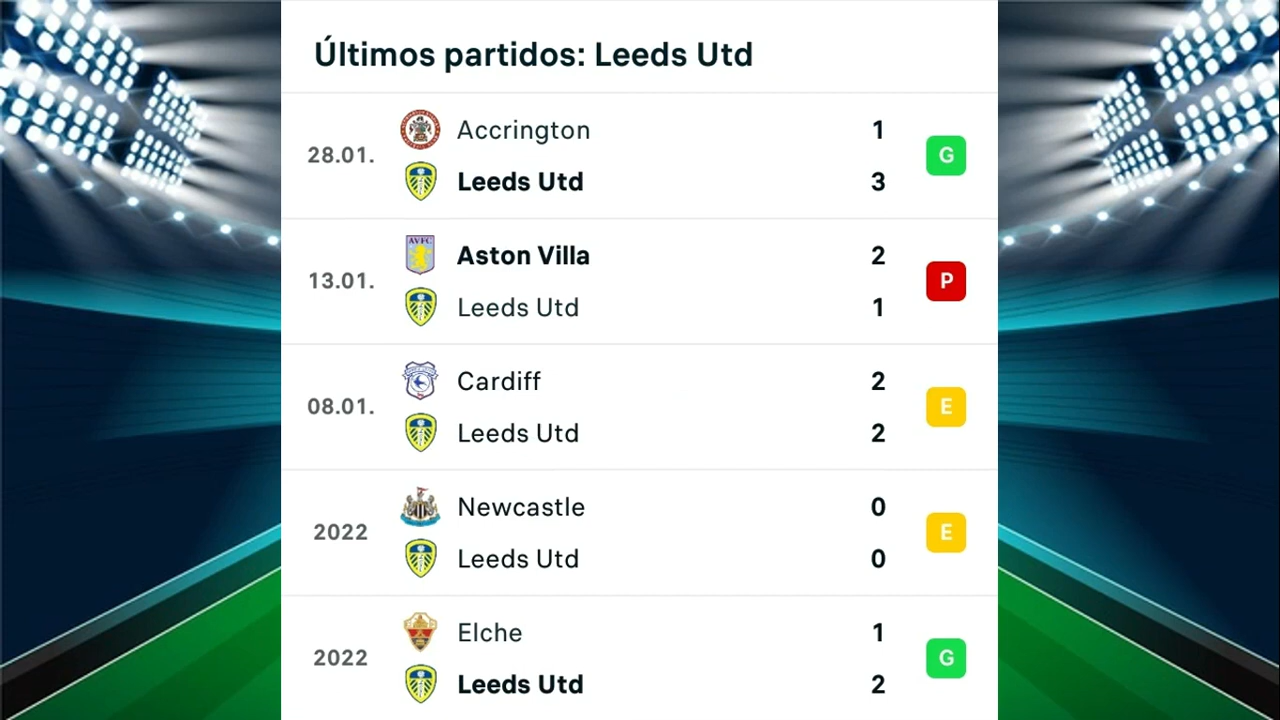 Últimos partidos: Leeds Utd
28.01.
Accrington 1
Leeds Utd 3
G
13.01.
AVFC
Aston Villa 2
Leeds Utd 1
P
08.01.
Cardiff 2
Leeds Utd 2
E
2022
Newcastle 0
Leeds Utd 0
E
2022
Elche 1
Leeds Utd 2
G